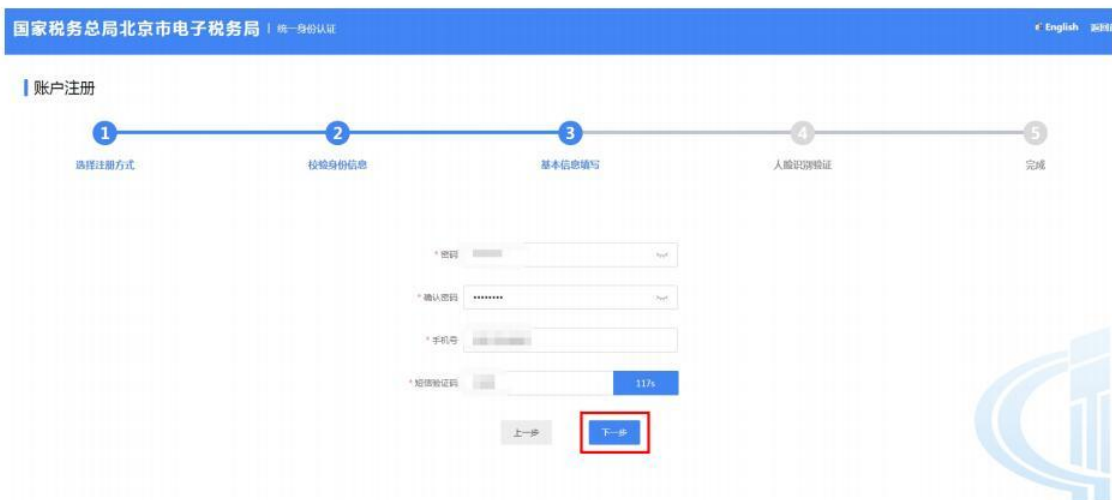 国家税务总局北京市电子税务局 | 统一身份认证
English 返回
账户注册
1 2 3 4 5
选择注册方式 校验身份信息 基本信息填写 人脸识别验证 完成
* 密码
* 确认密码 ••••••••
* 手机号
* 短信验证码 117s
上一步 下一步